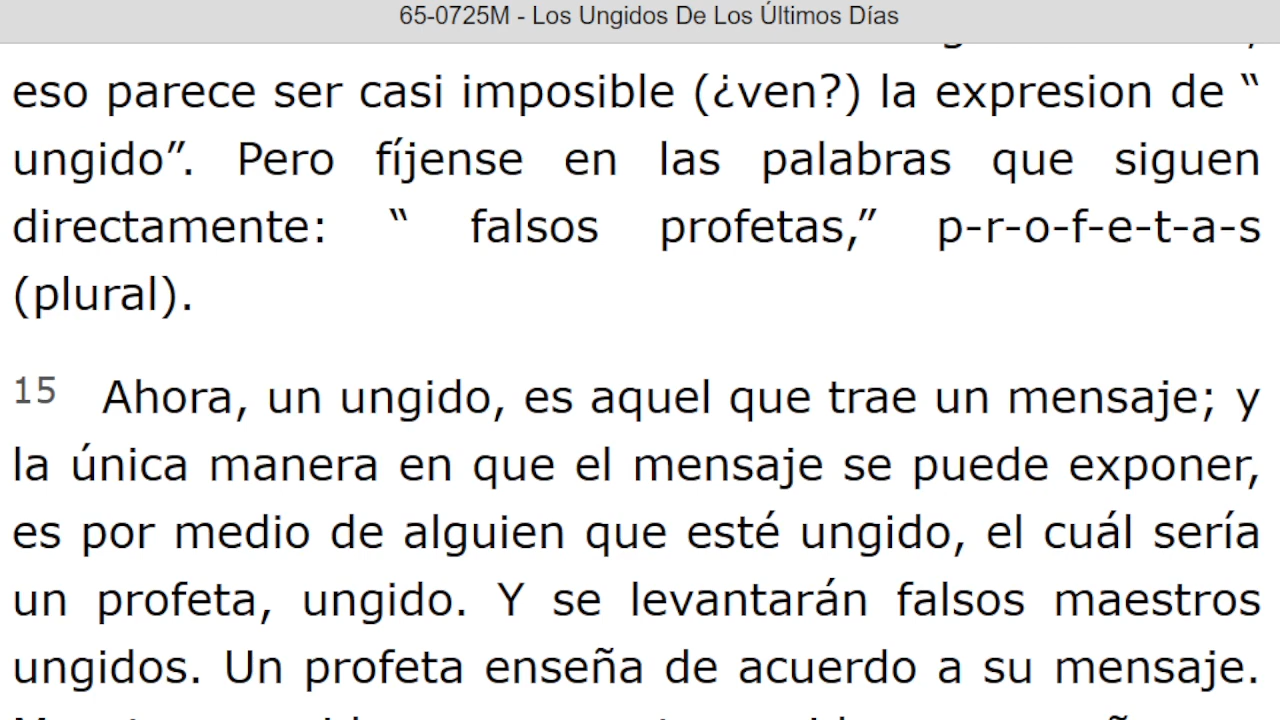 65-0725M - Los Ungidos De Los Últimos Días
eso parece ser casi imposible (¿ven?) la expresion de “
ungido”. Pero fíjense en las palabras que siguen
directamente: “ falsos profetas,” p-r-o-f-e-t-a-s
(plural).
15 Ahora, un ungido, es aquel que trae un mensaje; y
la única manera en que el mensaje se puede exponer,
es por medio de alguien que esté ungido, el cuál sería
un profeta, ungido. Y se levantarán falsos maestros
ungidos. Un profeta enseña de acuerdo a su mensaje.